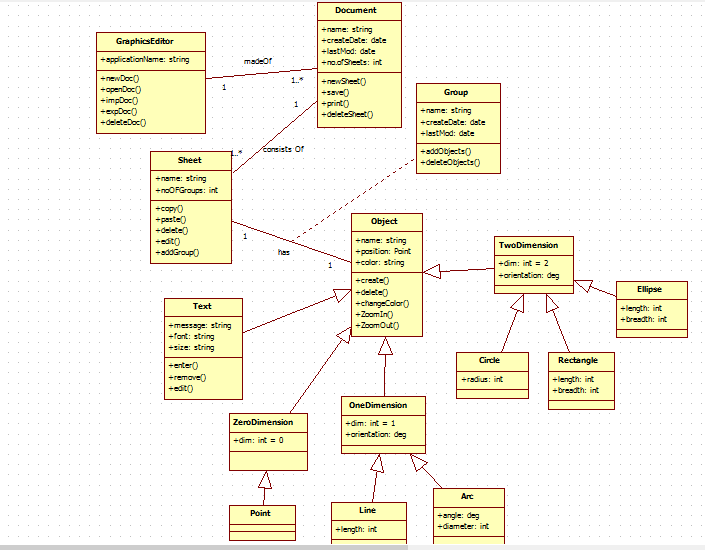 Document
+name: string
+createDate: date
+lastMod: date
+no.ofSheets: int
+newSheet()
+save()
+print()
+deleteSheet()
GraphicsEditor
+applicationName: string
+newDoc()
+openDoc()
+impDoc()
+expDoc()
+deleteDoc()
madeOf
1
1..*
1
1..*
consists Of
Group
+name: string
+createDate: date
+lastMod: date
+addObjects()
+deleteObjects()
Sheet
+name: string
+noOFGroups: int
+copy()
+paste()
+delete()
+edit()
+addGroup()
1
has
1
Object
+name: string
+position: Point
+color: string
+create()
+delete()
+changeColor()
+ZoomIn()
+ZoomOut()
TwoDimension
+dim: int = 2
+orientation: deg
Ellipse
+length: int
+breadth: int
Text
+message: string
+font: string
+size: string
+enter()
+remove()
+edit()
Circle
+radius: int
Rectangle
+length: int
+breadth: int
ZeroDimension
+dim: int = 0
OneDimension
+dim: int = 1
+orientation: deg
Point
Line
+length: int
Arc
+angle: deg
+diameter: int